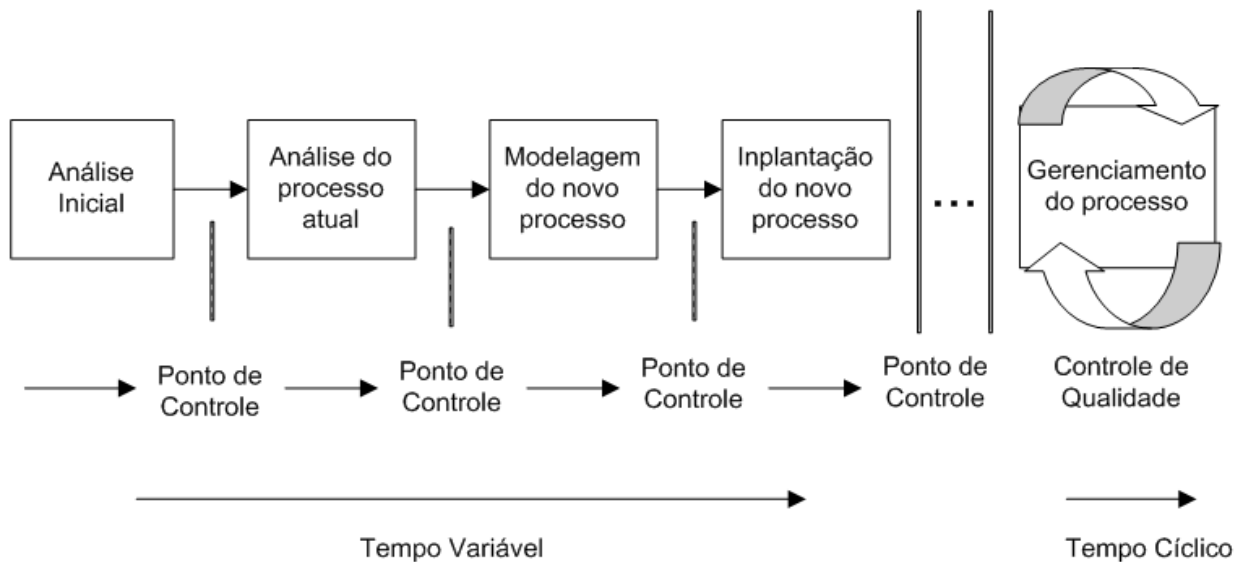 Análise
Inicial
Análise do
processo
atual
Modelagem
do novo
processo
Inplantação
do novo
processo
...
Gerenciamento
do processo
Ponto de
Controle
Ponto de
Controle
Ponto de
Controle
Ponto de
Controle
Controle de
Qualidade
Tempo Variável
Tempo Cíclico